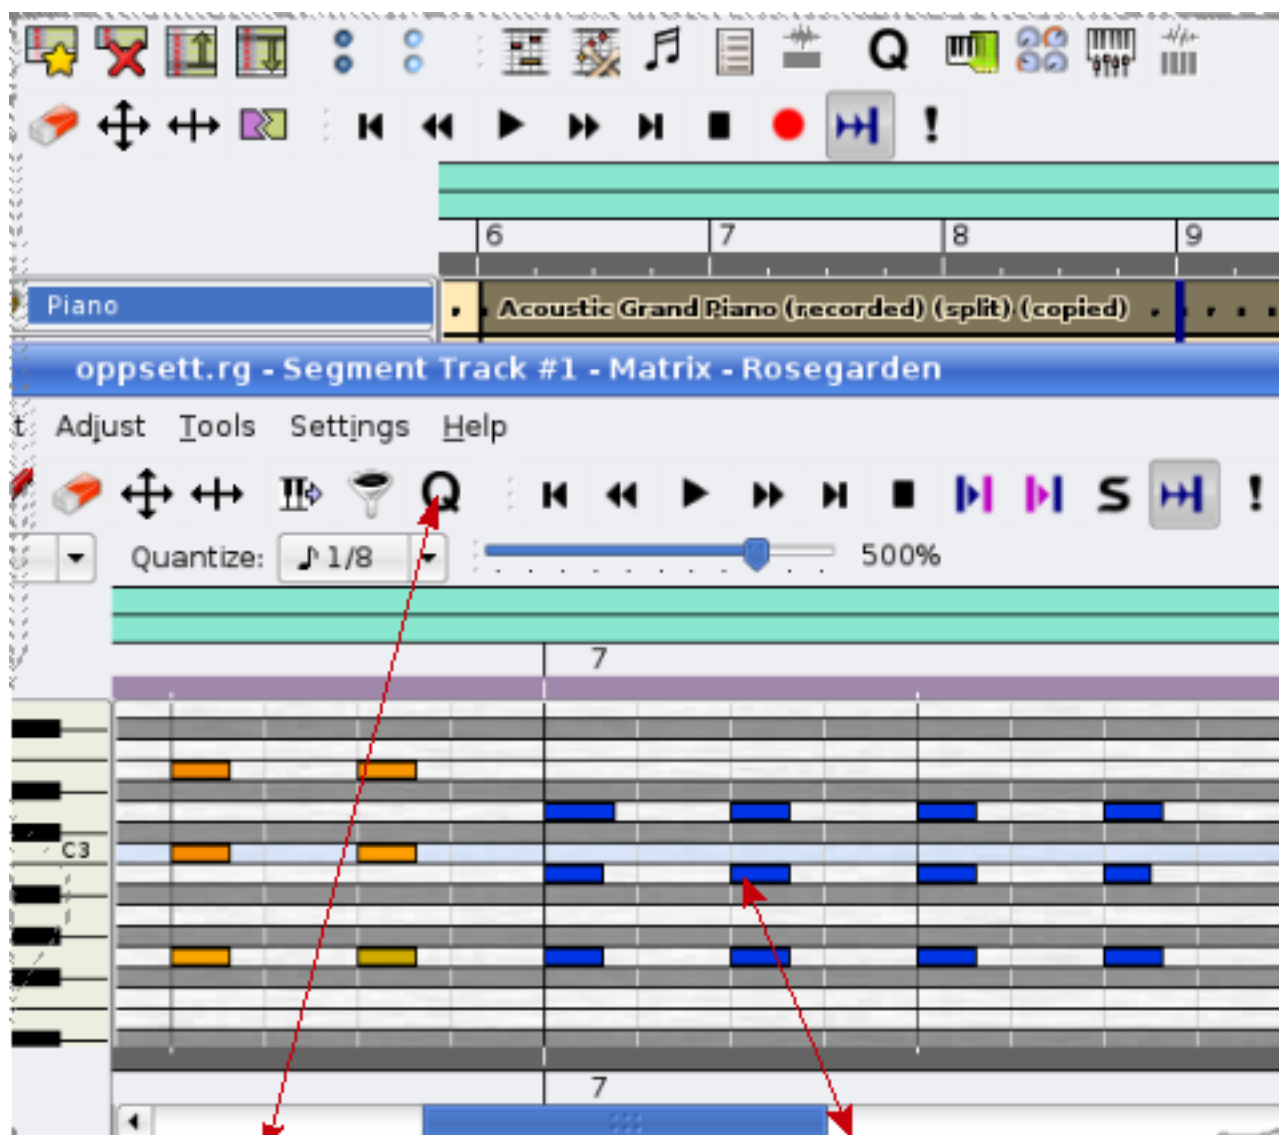 Q
!
6 7 8 9
Piano
Acoustic Grand Piano (recorded) (split) (copied)
oppsett.rg - Segment Track #1 - Matrix - Rosegarden
t Adjust Tools Settings Help
Q S !
Quantize: 1/8 500%
7
C3
7